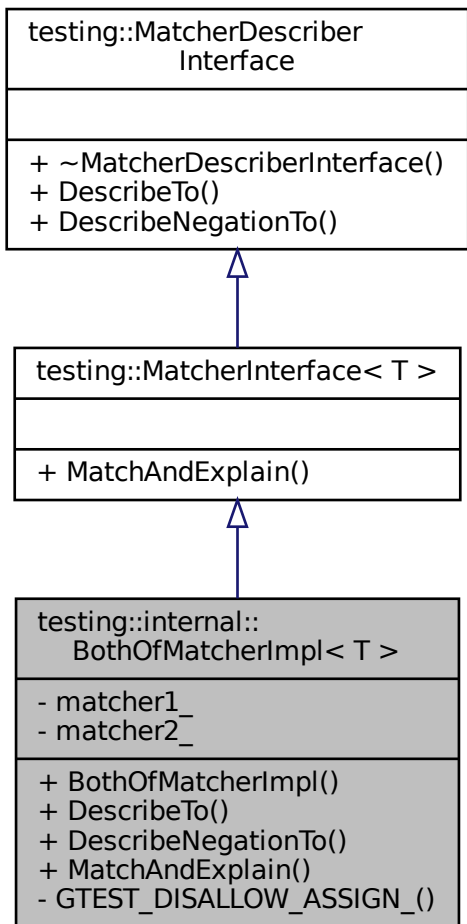 testing::MatcherDescriber
Interface
+ ~MatcherDescriberInterface()
+ DescribeTo()
+ DescribeNegationTo()
testing::MatcherInterface< T >
+ MatchAndExplain()
testing::internal::
BothOfMatcherImpl< T >
- matcher1_
- matcher2_
+ BothOfMatcherImpl()
+ DescribeTo()
+ DescribeNegationTo()
+ MatchAndExplain()
- GTEST_DISALLOW_ASSIGN_()